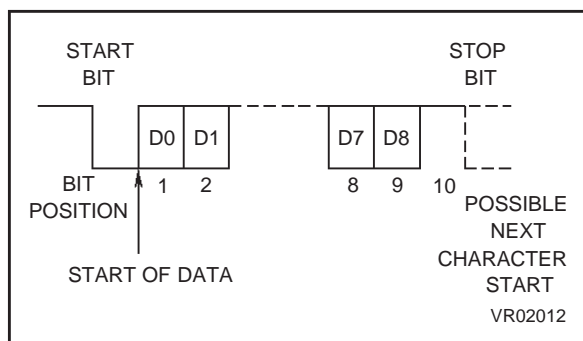 START
BIT
STOP
BIT
D0 D1 D7 D8
BIT
POSITION
1 2 8 9 10
POSSIBLE
NEXT
CHARACTER
START
START OF DATA
VR02012